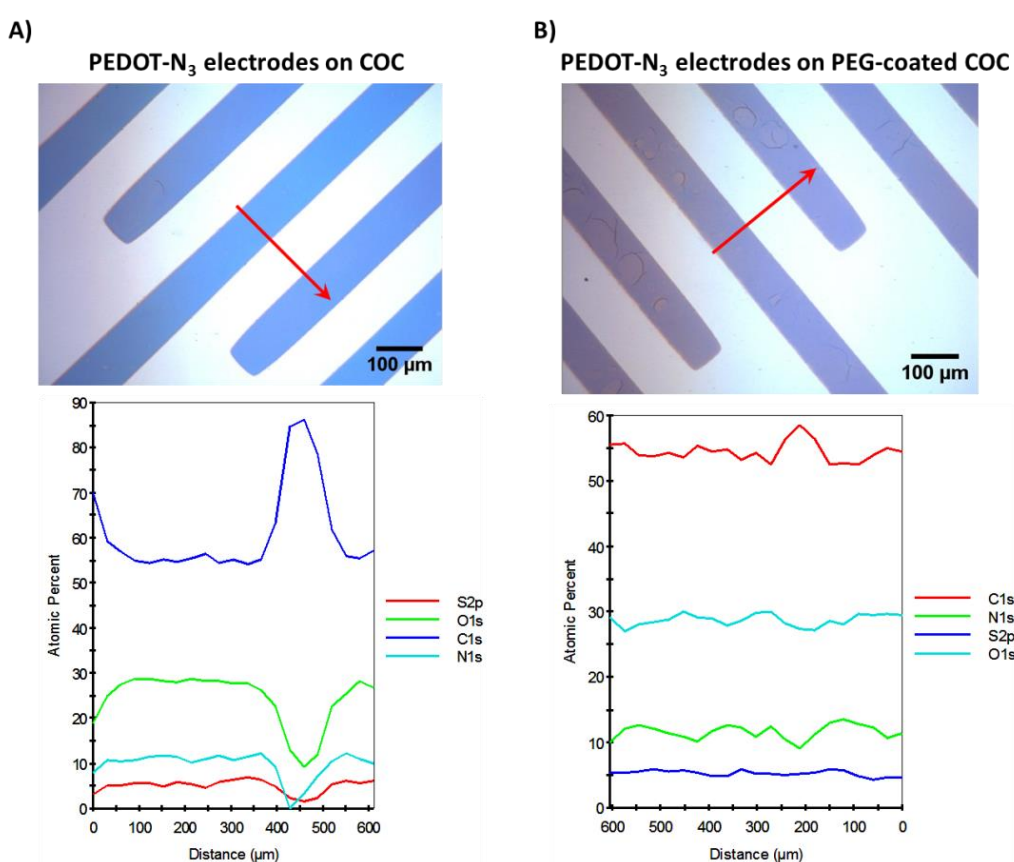 A)
PEDOT-N₃ electrodes on COC
100 µm
90
80
70
60
50
40
30
20
10
0
Atomic Percent
0 100 200 300 400 500 600
Distance (µm)
S2p
O1s
C1s
N1s
B)
PEDOT-N₃ electrodes on PEG-coated COC
100 µm
60
50
40
30
20
10
0
Atomic Percent
600 500 400 300 200 100 0
Distance (µm)
C1s
N1s
S2p
O1s